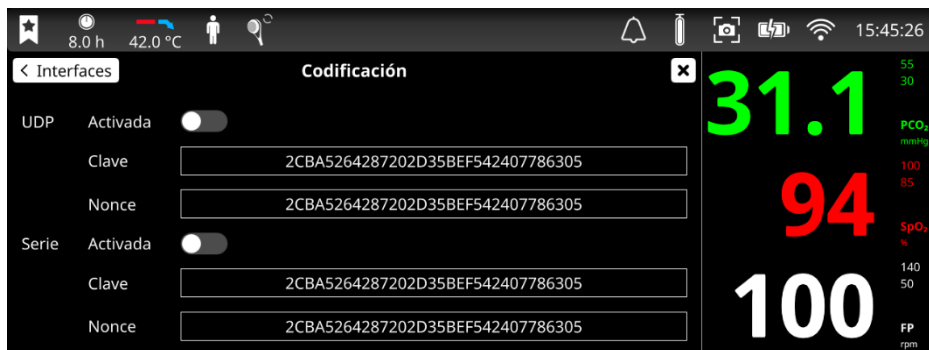 8.0 h 42.0 °C 15:45:26
< Interfaces Codificación
UDP Activada
Clave 2CBA5264287202D35BEF542407786305
Nonce 2CBA5264287202D35BEF542407786305
Serie Activada
Clave 2CBA5264287202D35BEF542407786305
Nonce 2CBA5264287202D35BEF542407786305
31.1
55
30
PCO₂
mmHg
94
100
85
SpO₂
%
100
140
50
FP
rpm